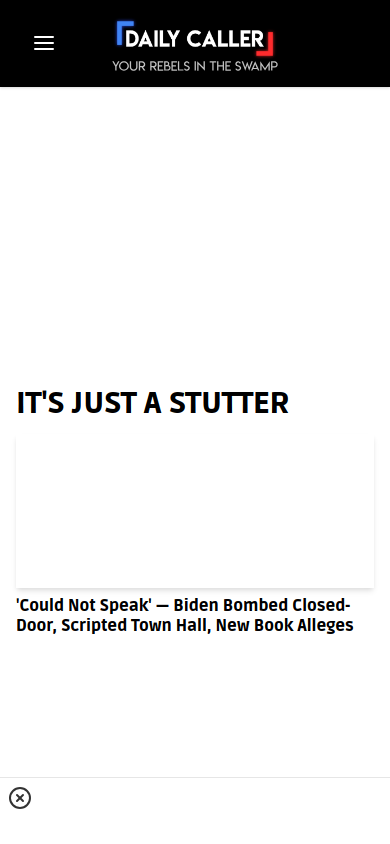 DAILY CALLER
YOUR REBELS IN THE SWAMP
IT'S JUST A STUTTER
'Could Not Speak' — Biden Bombed Closed-
Door, Scripted Town Hall, New Book Alleges